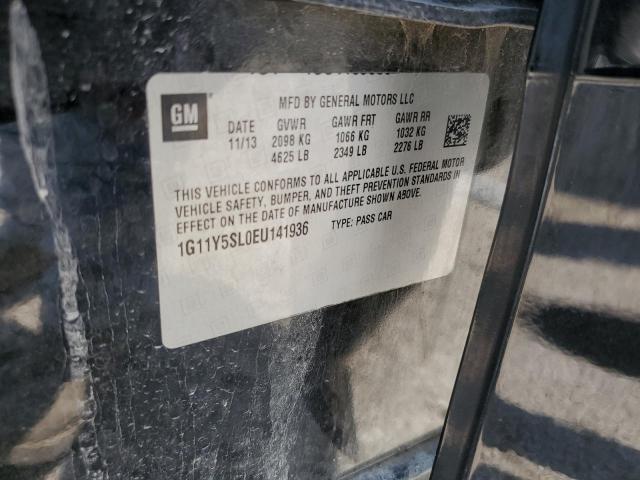 GM
MFD BY GENERAL MOTORS LLC
DATE GVWR GAWR FRT GAWR RR
11/13 2098 KG 1066 KG 1032 KG
4625 LB 2349 LB 2276 LB
THIS VEHICLE CONFORMS TO ALL APPLICABLE U.S. FEDERAL MOTOR
VEHICLE SAFETY, BUMPER, AND THEFT PREVENTION STANDARDS IN
EFFECT ON THE DATE OF MANUFACTURE SHOWN ABOVE.
1G11Y5SL0EU141936 TYPE: PASS CAR